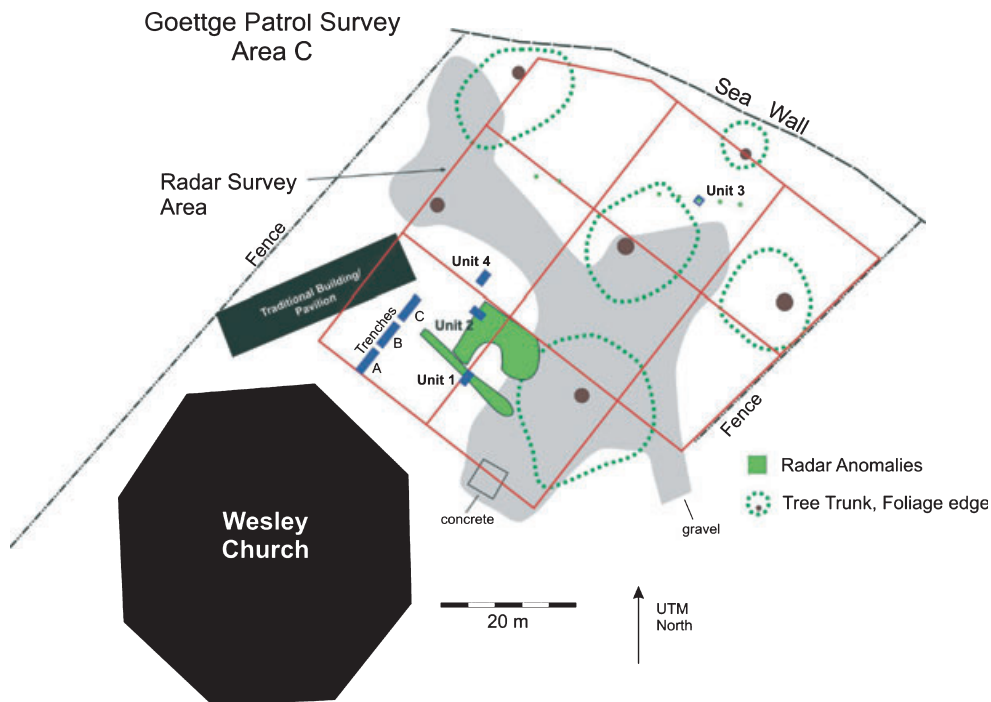 Goettge Patrol Survey
Area C
Sea Wall
Radar Survey
Area
Unit 3
Fence
Unit 4
Traditional Building/
Pavilion
Trenches
C
Unit 2
B
A
Unit 1
Fence
Radar Anomalies
Tree Trunk, Foliage edge
concrete
gravel
Wesley
Church
20 m
UTM
North